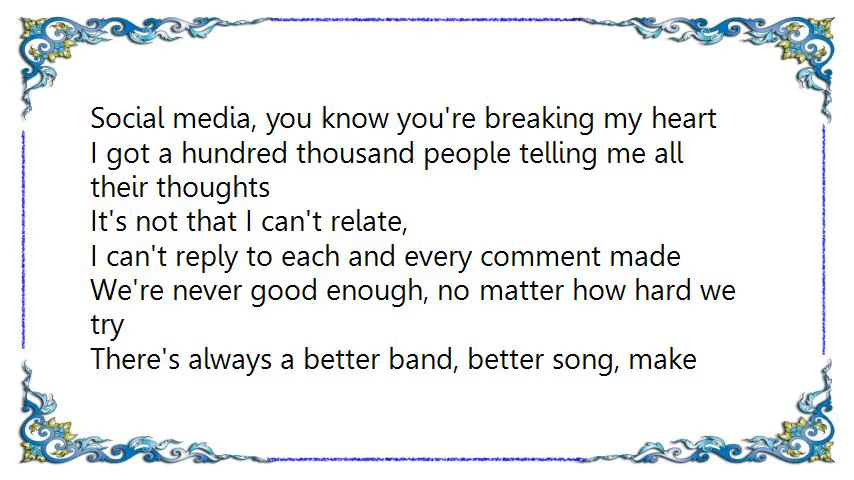 Social media, you know you're breaking my heart
I got a hundred thousand people telling me all
their thoughts
It's not that I can't relate,
I can't reply to each and every comment made
We're never good enough, no matter how hard we
try
There's always a better band, better song, make